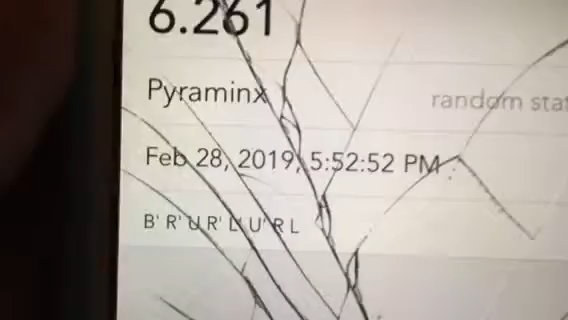 6.261
Pyraminx
random stat
Feb 28, 2019, 5:52:52 PM
B' R' U R' L U' R L